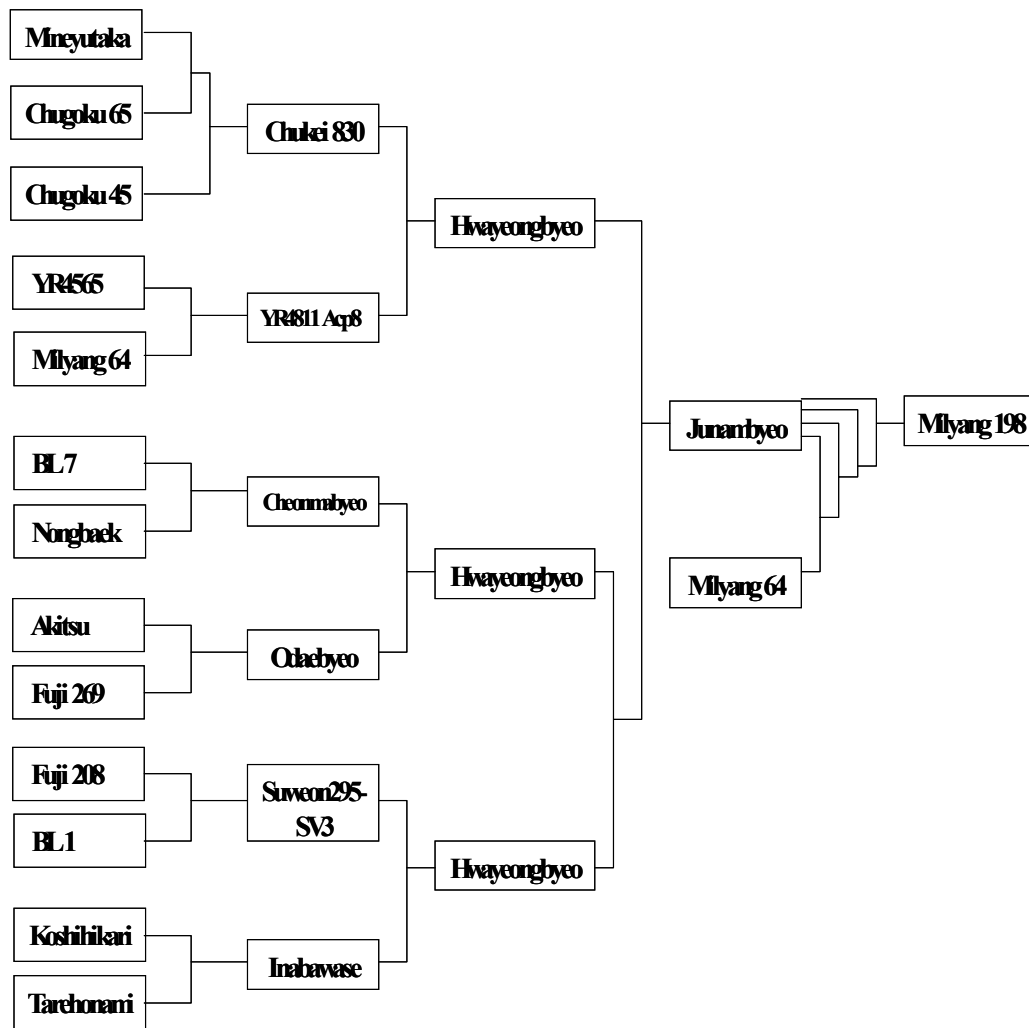 Mineyutaka
Chugoku 65
Chukei 830
Chugoku 45
Hwayeongbyeo
YR4565
YR4811 Acp8
Milyang 64
Junambyeo
Milyang 198
BL 7
Cheonmabyeo
Nongbaek
Hwayeongbyeo
Milyang 64
Akitsu
Odaebyeo
Fuji 269
Fuji 208
Suweon295-
SV3
BL 1
Hwayeongbyeo
Koshihikari
Inabawase
Tarehonami